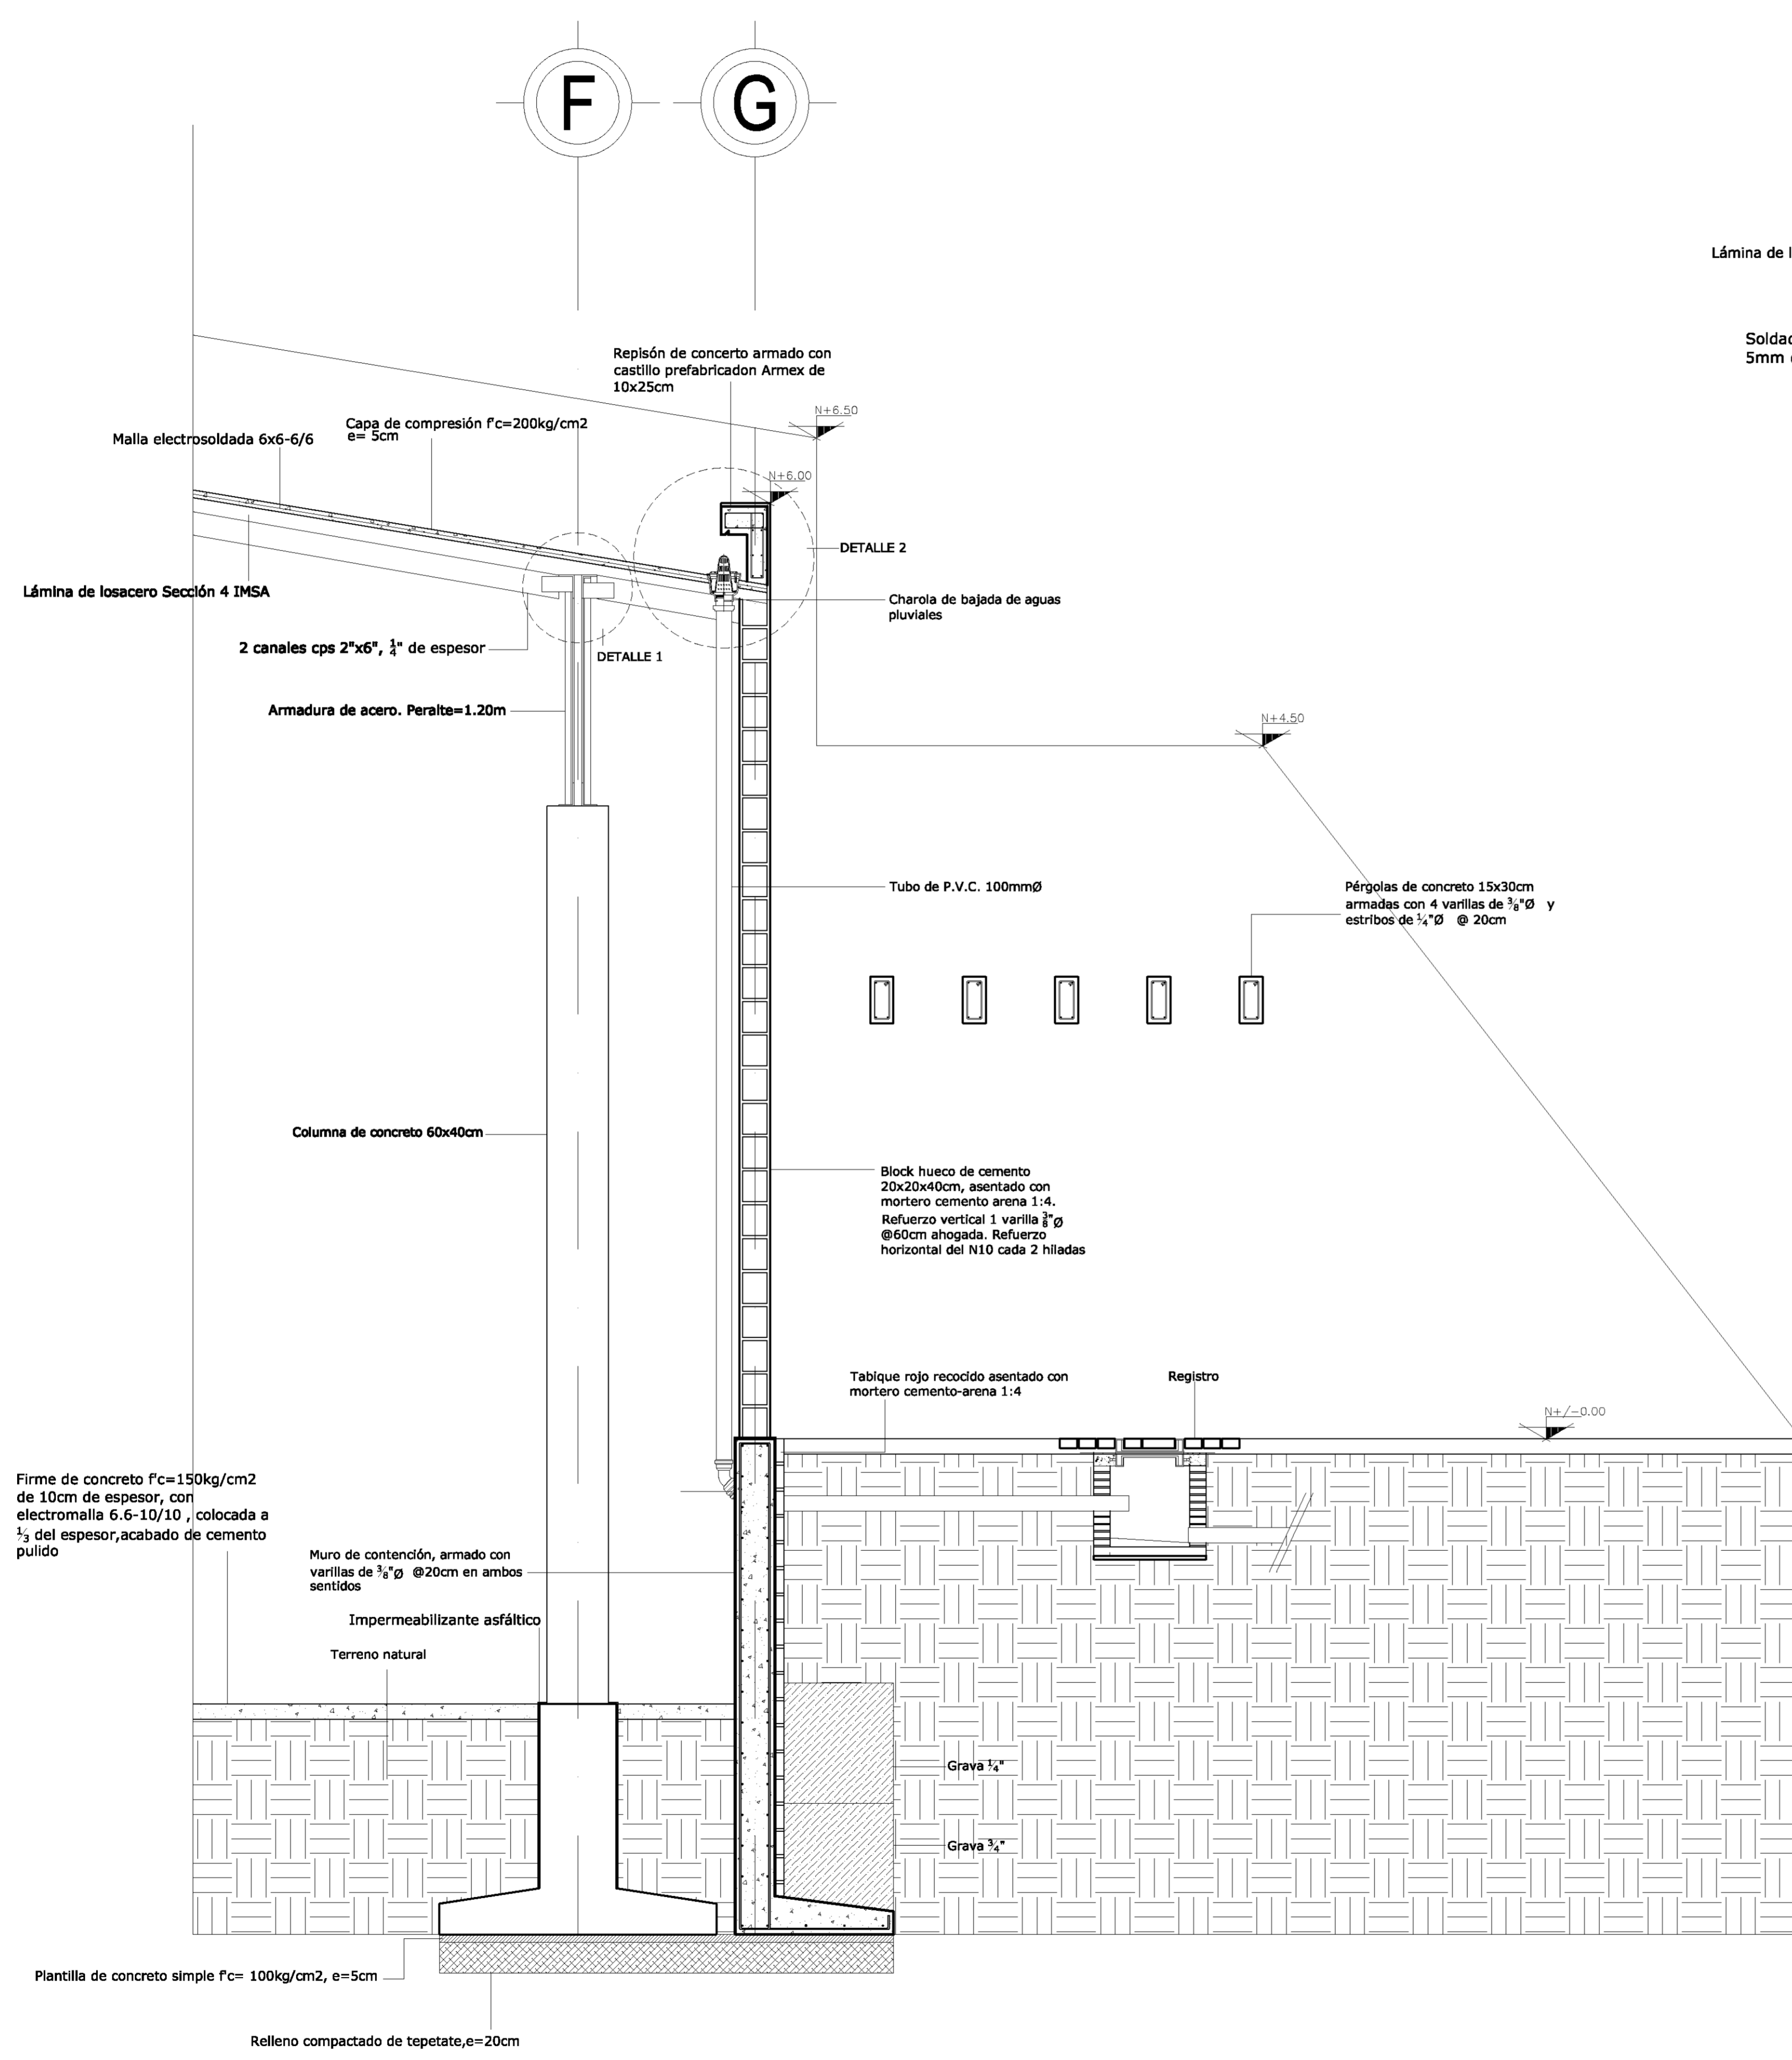 F
G
Lámina de l
Soldad
5mm
Repisón de concerto armado con
castillo prefabricadon Armex de
10x25cm
N+6.50
Malla electrosoldada 6x6-6/6
Capa de compresión f'c=200kg/cm2
e= 5cm
N+6.00
DETALLE 2
Lámina de losacero Sección 4 IMSA
Charola de bajada de aguas
pluviales
2 canales cps 2"x6", 1/4" de espesor
DETALLE 1
Armadura de acero. Peralte=1.20m
N+4.50
Tubo de P.V.C. 100mmØ
Pérgolas de concreto 15x30cm
armadas con 4 varillas de 3/8"Ø y
estribos de 1/4"Ø @ 20cm
Columna de concreto 60x40cm
Block hueco de cemento
20x20x40cm, asentado con
mortero cemento arena 1:4.
Refuerzo vertical 1 varilla 3/8"Ø
@60cm ahogada. Refuerzo
horizontal del N10 cada 2 hiladas
Tabique rojo recocido asentado con
mortero cemento-arena 1:4
Registro
N+/-0.00
Firme de concreto f'c=150kg/cm2
de 10cm de espesor, con
electromalla 6.6-10/10 , colocada a
1/3 del espesor,acabado de cemento
pulido
Muro de contención, armado con
varillas de 3/8"Ø @20cm en ambos
sentidos
Impermeabilizante asfáltico
Terreno natural
Grava 1/4"
Grava 3/4"
Plantilla de concreto simple f'c= 100kg/cm2, e=5cm
Relleno compactado de tepetate,e=20cm